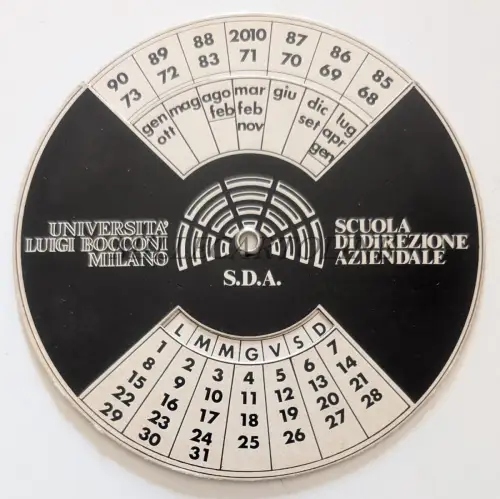 90 89 88 2010 87 86 85
73 72 83 71 70 69 68
gen mag ago mar giu dic lug
ott feb feb set apr
nov gen
UNIVERSITA'
LUIGI BOCCONI
MILANO
SCUOLA
DI DIREZIONE
AZIENDALE
S.D.A.
L M M G V S D
1 2 3 4 5 6 7
8 9 10 11 12 13 14
15 16 17 18 19 20 21
22 23 24 25 26 27 28
29 30 31